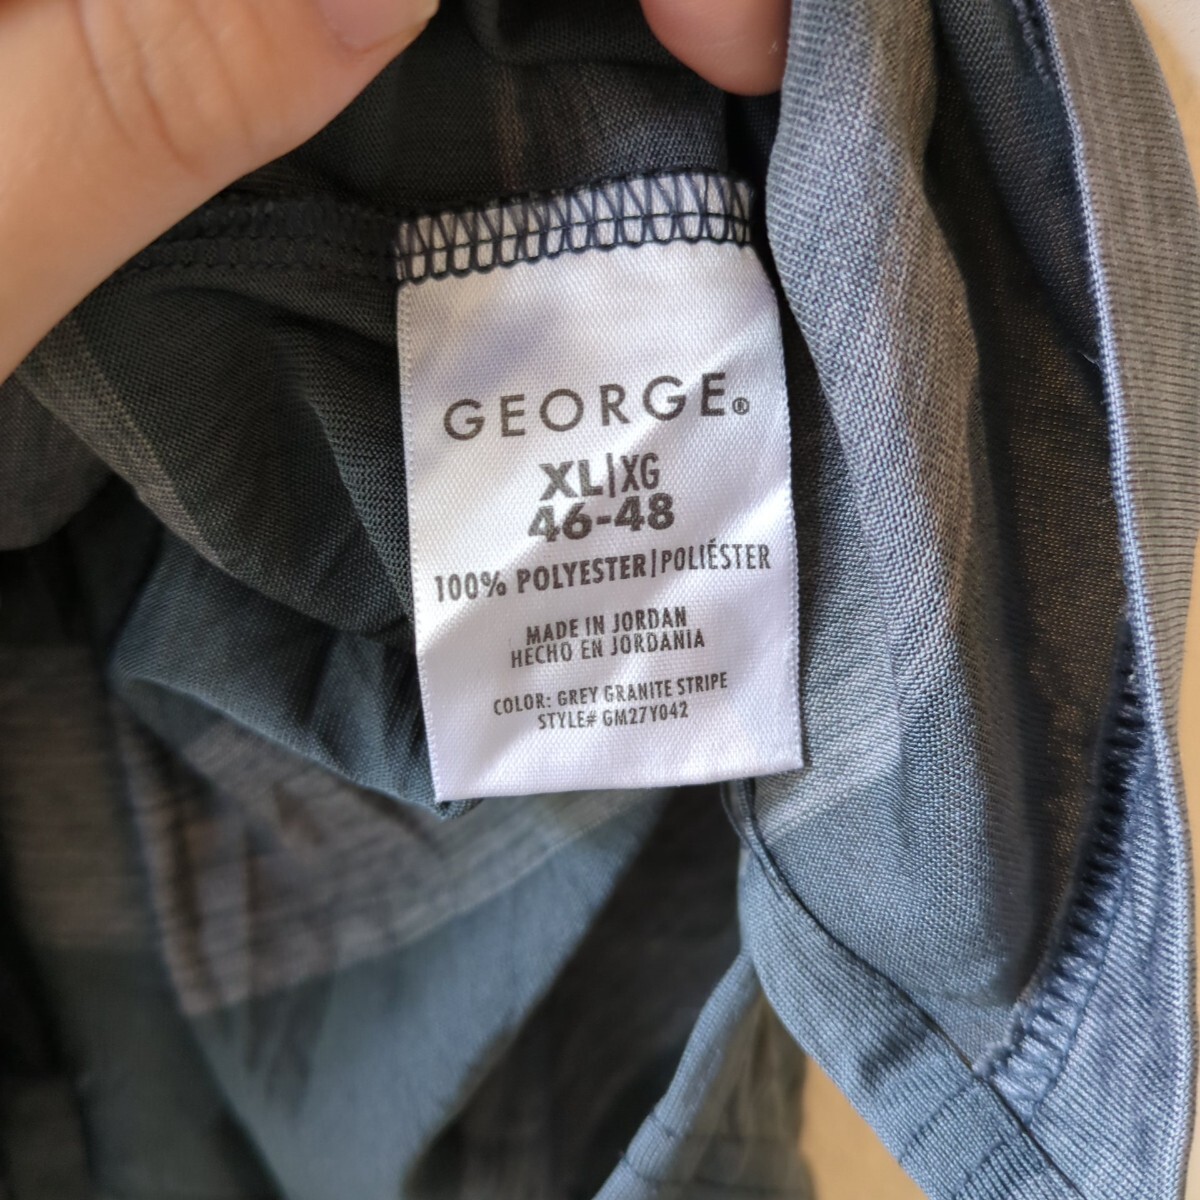 GEORGE®
XL|XG
46-48
100% POLYESTER|POLIÉSTER
MADE IN JORDAN
HECHO EN JORDANIA
COLOR: GREY GRANITE STRIPE
STYLE# GM27Y042